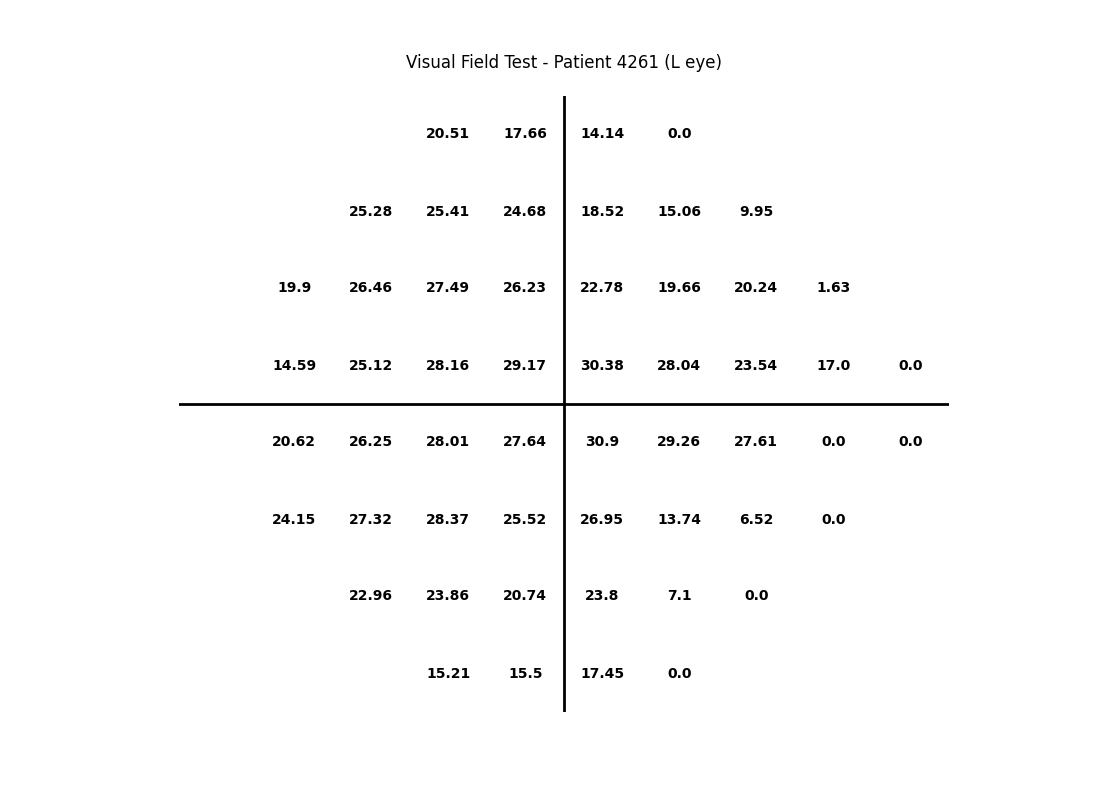 Visual Field Test - Patient 4261 (L eye)
20.51 17.66 14.14 0.0
25.28 25.41 24.68 18.52 15.06 9.95
19.9 26.46 27.49 26.23 22.78 19.66 20.24 1.63
14.59 25.12 28.16 29.17 30.38 28.04 23.54 17.0 0.0
20.62 26.25 28.01 27.64 30.9 29.26 27.61 0.0 0.0
24.15 27.32 28.37 25.52 26.95 13.74 6.52 0.0
22.96 23.86 20.74 23.8 7.1 0.0
15.21 15.5 17.45 0.0